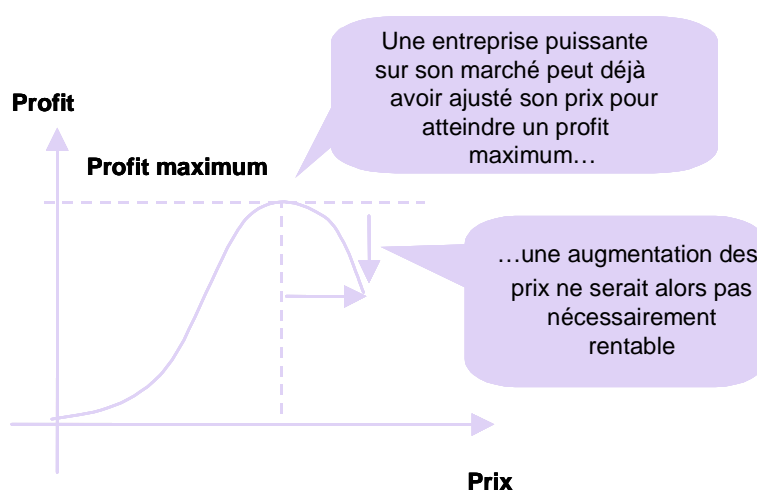 Une entreprise puissante
sur son marché peut déjà
avoir ajusté son prix pour
atteindre un profit
maximum…
Profit
Profit maximum
…une augmentation des
prix ne serait alors pas
nécessairement
rentable
Prix